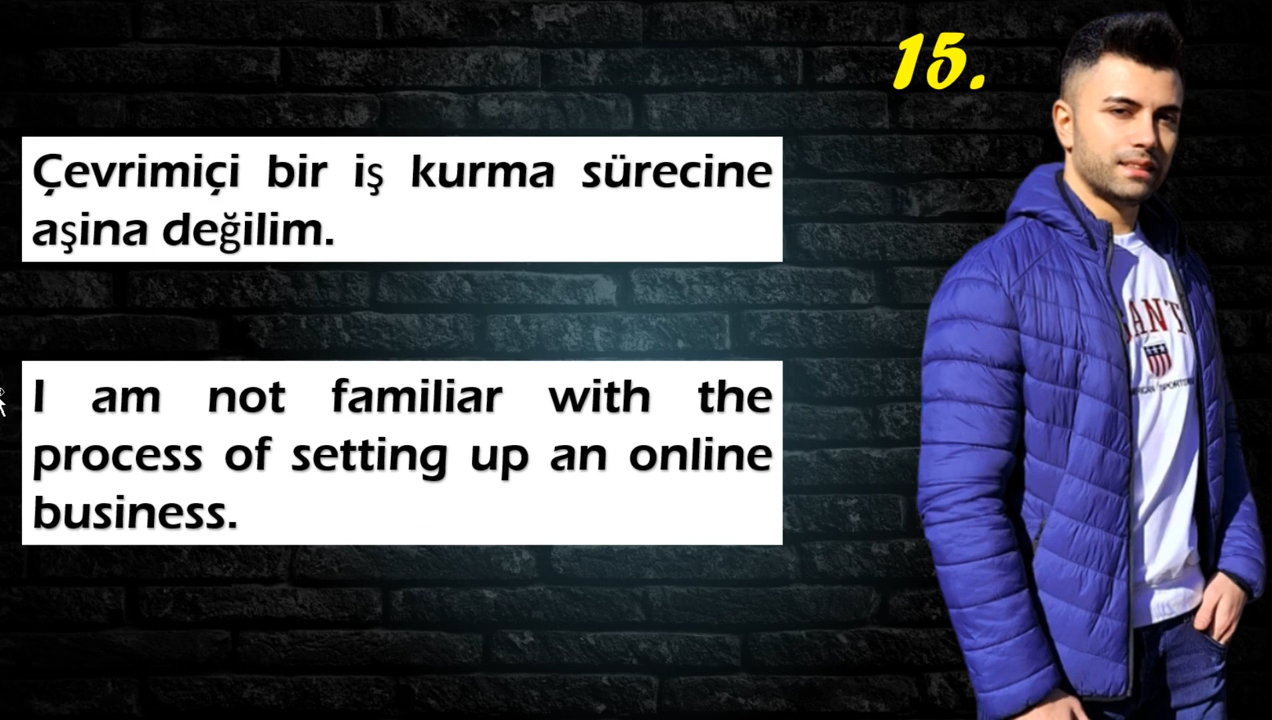 15.
Çevrimiçi bir iş kurma sürecine
aşina değilim.
I am not familiar with the
process of setting up an online
business.